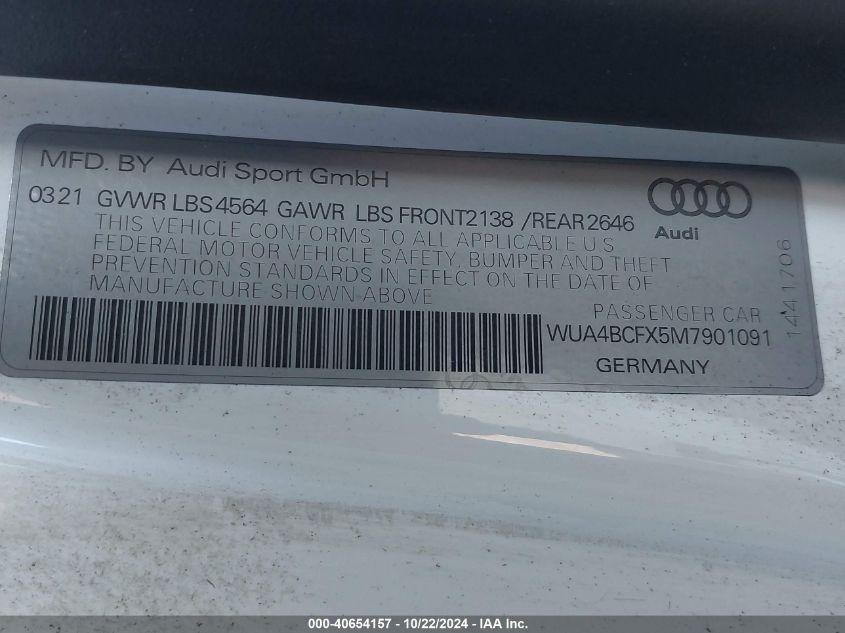 MFD. BY Audi Sport GmbH
0321 GVWR LBS4564 GAWR LBS FRONT2138 /REAR2646
Audi
THIS VEHICLE CONFORMS TO ALL APPLICABLE U S
FEDERAL MOTOR VEHICLE SAFETY, BUMPER AND THEFT
PREVENTION STANDARDS IN EFFECT ON THE DATE OF
MANUFACTURE SHOWN ABOVE
PASSENGER CAR
WUA4BCFX5M7901091
GERMANY
1441706
000-40654157 - 10/22/2024 - IAA Inc.